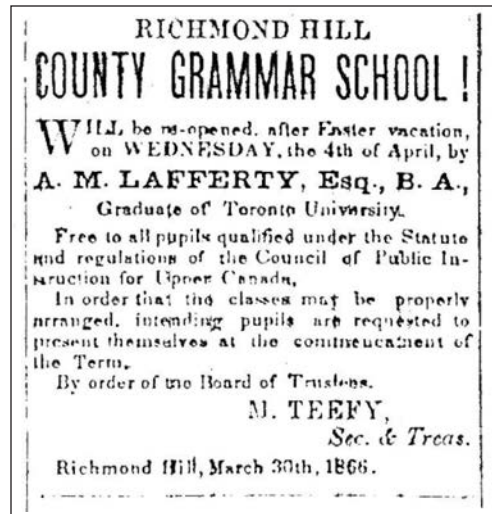 RICHMOND HILL
COUNTY GRAMMAR SCHOOL !
WILL be re-opened, after Easter vacation,
on WEDNESDAY, the 4th of April, by
A. M. LAFFERTY, Esq., B. A.,
Graduate of Toronto University.
Free to all pupils qualified under the Statute
and regulations of the Council of Public In-
struction for Upper Canada.
In order that the classes may be properly
arranged, intending pupils are requested to
present themselves at the commencement of
the Term.
By order of the Board of Trustees.
M. TEEFY,
Sec. & Treas.
Richmond Hill, March 30th, 1866.